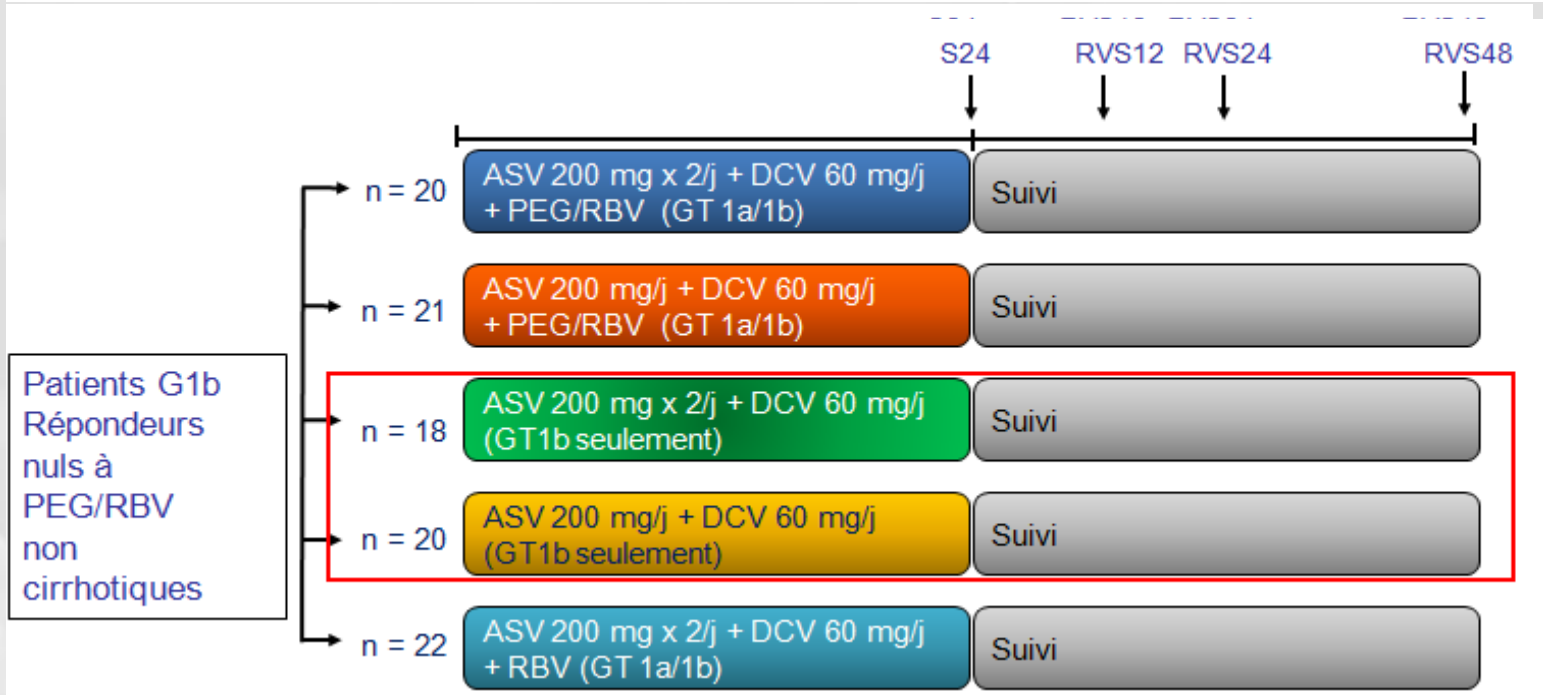 S24 RVS12 RVS24 RVS48
n = 20
ASV 200 mg x 2/j + DCV 60 mg/j
+ PEG/RBV (GT 1a/1b)
Suivi
n = 21
ASV 200 mg/j + DCV 60 mg/j
+ PEG/RBV (GT 1a/1b)
Suivi
Patients G1b
Répondeurs
nuls à
PEG/RBV
non
cirrhotiques
n = 18
ASV 200 mg x 2/j + DCV 60 mg/j
(GT1b seulement)
Suivi
n = 20
ASV 200 mg/j + DCV 60 mg/j
(GT1b seulement)
Suivi
n = 22
ASV 200 mg x 2/j + DCV 60 mg/j
+ RBV (GT 1a/1b)
Suivi